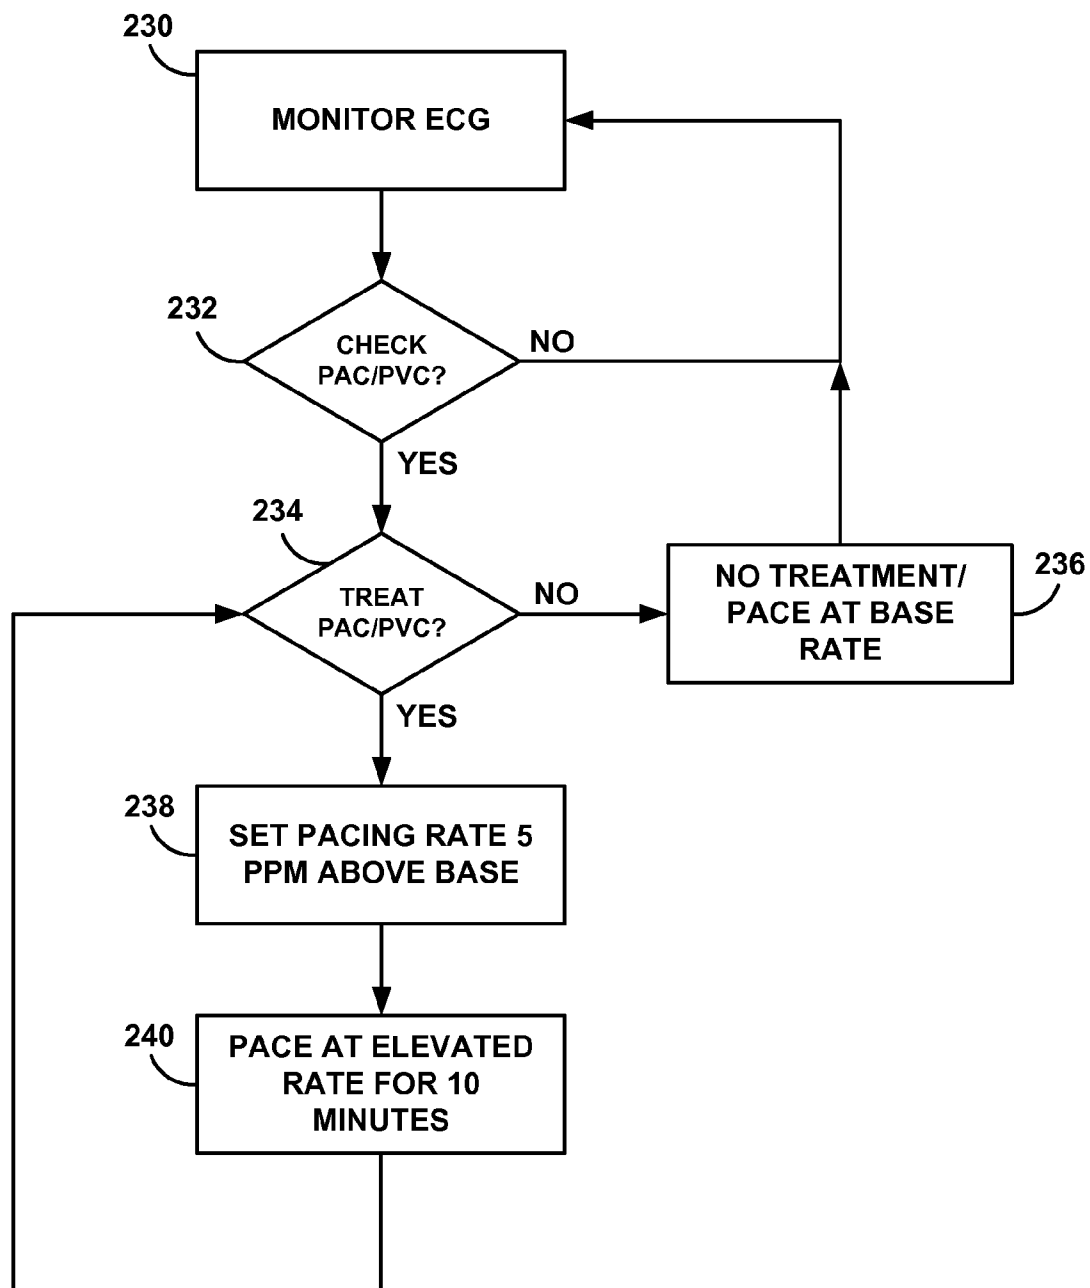 230
MONITOR ECG
232
CHECK
PAC/PVC?
NO
YES
234
TREAT
PAC/PVC?
NO
NO TREATMENT/
PACE AT BASE
RATE
236
YES
238
SET PACING RATE 5
PPM ABOVE BASE
240
PACE AT ELEVATED
RATE FOR 10
MINUTES